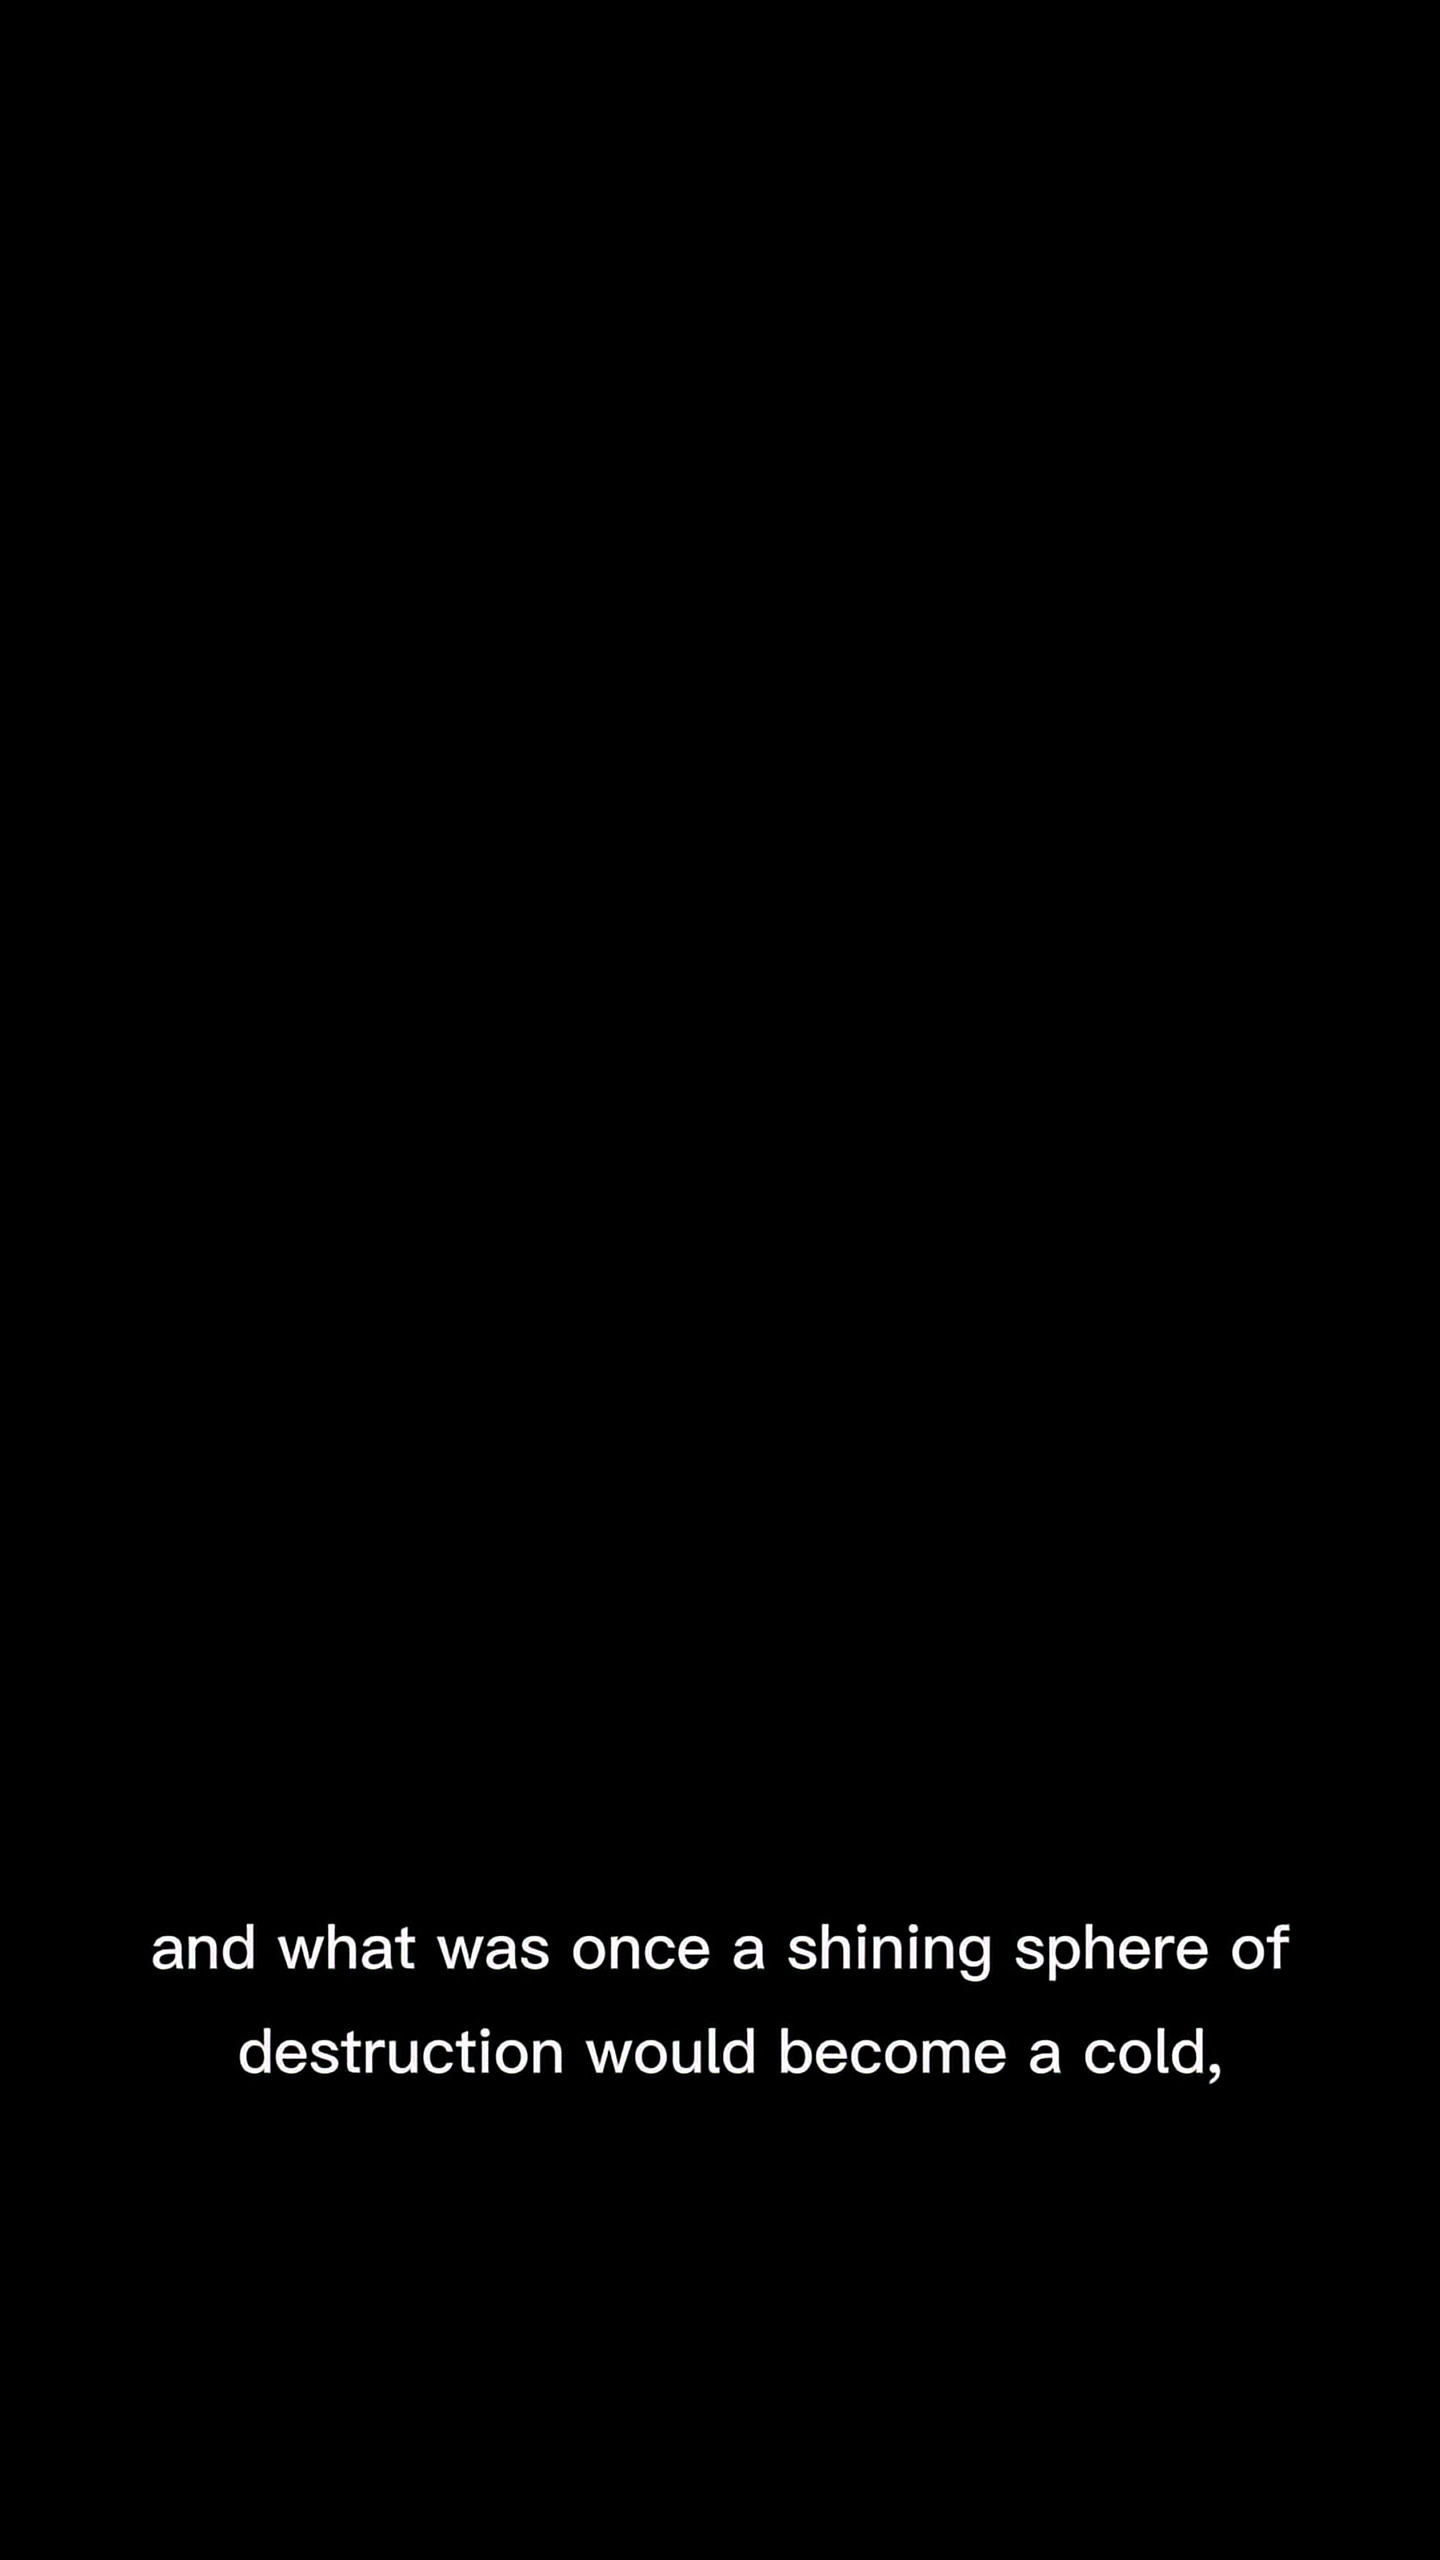 and what was once a shining sphere of
destruction would become a cold,